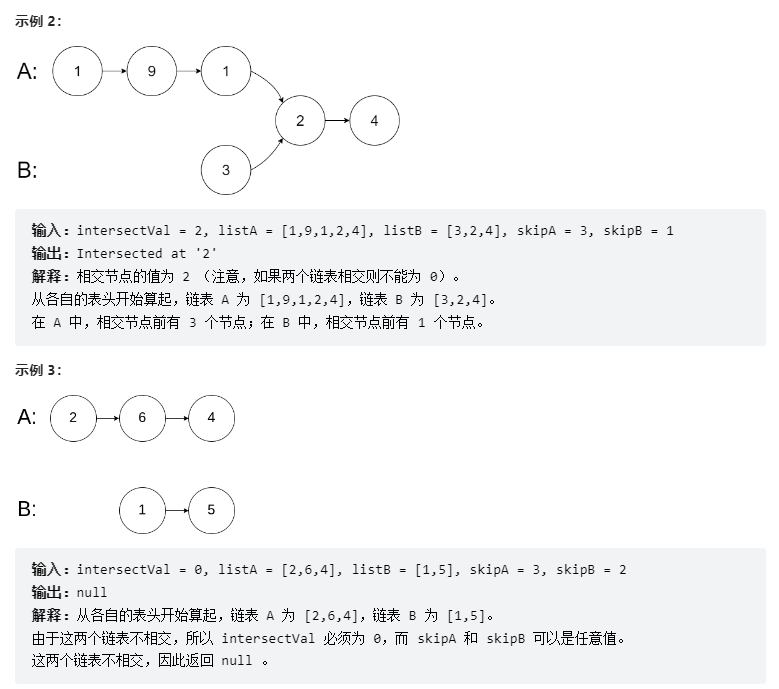 示例 2：
A: 1 9 1
2 4
B: 3
输入：intersectVal = 2, listA = [1,9,1,2,4], listB = [3,2,4], skipA = 3, skipB = 1
输出：Intersected at '2'
解释：相交节点的值为 2 （注意，如果两个链表相交则不能为 0）。
从各自的表头开始算起，链表 A 为 [1,9,1,2,4]，链表 B 为 [3,2,4]。
在 A 中，相交节点前有 3 个节点；在 B 中，相交节点前有 1 个节点。
示例 3：
A: 2 6 4
B: 1 5
输入：intersectVal = 0, listA = [2,6,4], listB = [1,5], skipA = 3, skipB = 2
输出：null
解释：从各自的表头开始算起，链表 A 为 [2,6,4]，链表 B 为 [1,5]。
由于这两个链表不相交，所以 intersectVal 必须为 0，而 skipA 和 skipB 可以是任意值。
这两个链表不相交，因此返回 null 。